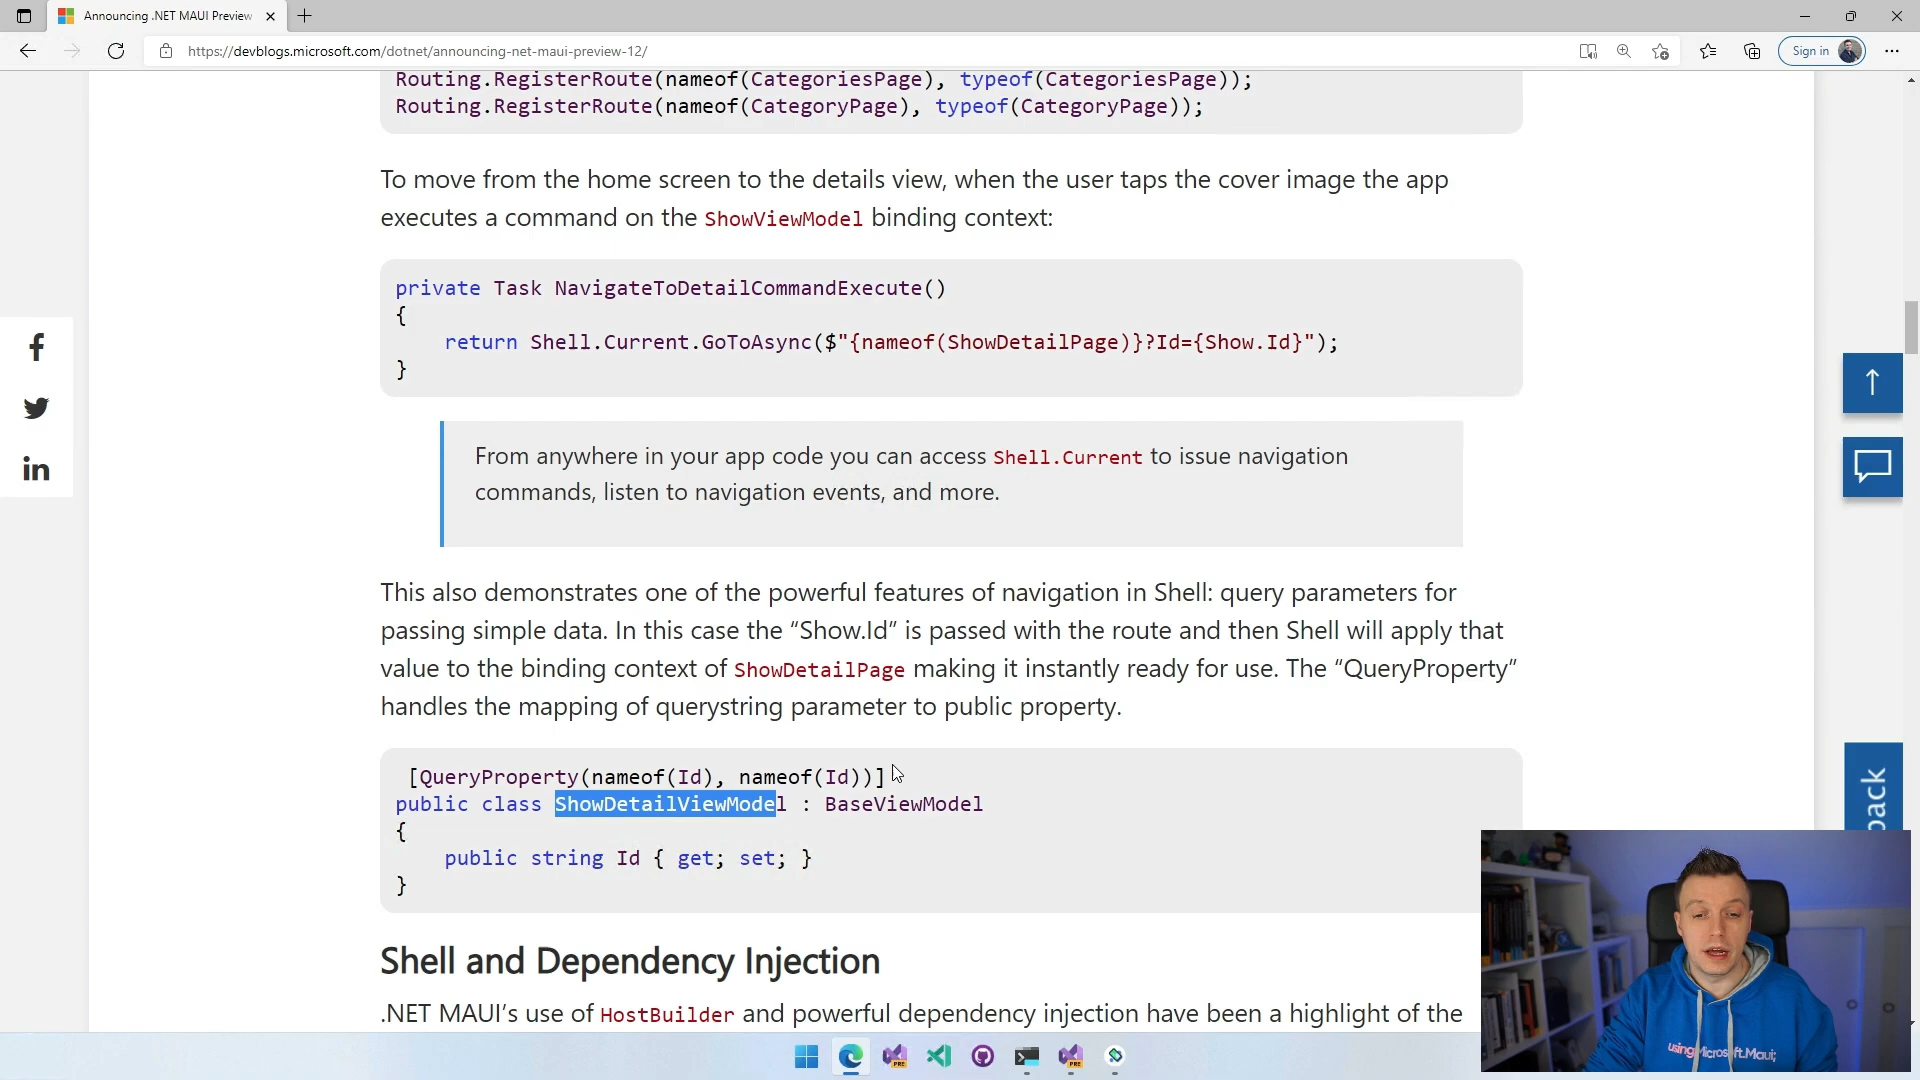 Announcing .NET MAUI Preview
https://devblogs.microsoft.com/dotnet/announcing-net-maui-preview-12/
Sign in
Routing.RegisterRoute(nameof(CategoriesPage), typeof(CategoriesPage));
Routing.RegisterRoute(nameof(CategoryPage), typeof(CategoryPage));
To move from the home screen to the details view, when the user taps the cover image the app
executes a command on the ShowViewModel binding context:
private Task NavigateToDetailCommandExecute()
{
return Shell.Current.GoToAsync($"{nameof(ShowDetailPage)}?Id={Show.Id}");
}
From anywhere in your app code you can access Shell.Current to issue navigation
commands, listen to navigation events, and more.
This also demonstrates one of the powerful features of navigation in Shell: query parameters for
passing simple data. In this case the “Show.Id” is passed with the route and then Shell will apply that
value to the binding context of ShowDetailPage making it instantly ready for use. The “QueryProperty”
handles the mapping of querystring parameter to public property.
[QueryProperty(nameof(Id), nameof(Id))]
public class ShowDetailViewModel : BaseViewModel
{
public string Id { get; set; }
}
Shell and Dependency Injection
.NET MAUI’s use of HostBuilder and powerful dependency injection have been a highlight of the